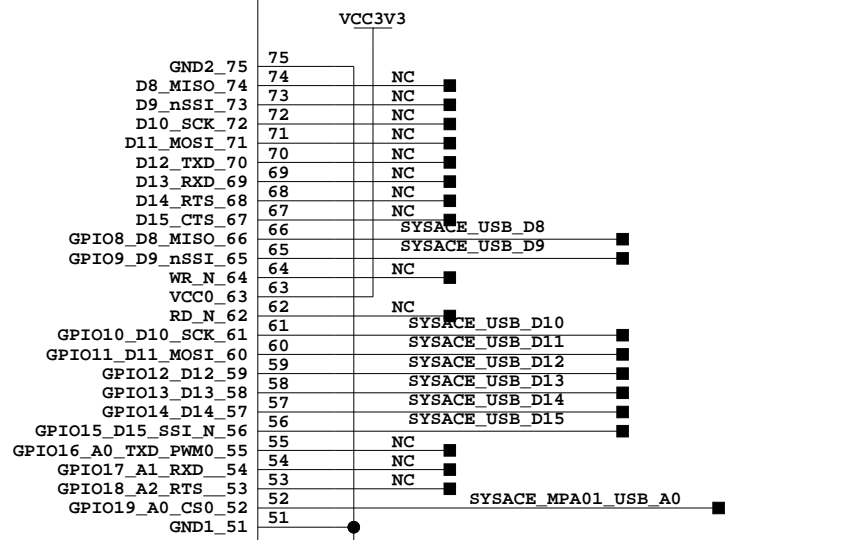 VCC3V3
GND2_75 75
D8_MISO_74 74 NC
D9_nSSI_73 73 NC
D10_SCK_72 72 NC
D11_MOSI_71 71 NC
D12_TXD_70 70 NC
D13_RXD_69 69 NC
D14_RTS_68 68 NC
D15_CTS_67 67 NC
GPIO8_D8_MISO_66 66 SYSACE_USB_D8
GPIO9_D9_nSSI_65 65 SYSACE_USB_D9
WR_N_64 64 NC
VCC0_63 63
RD_N_62 62 NC
GPIO10_D10_SCK_61 61 SYSACE_USB_D10
GPIO11_D11_MOSI_60 60 SYSACE_USB_D11
GPIO12_D12_59 59 SYSACE_USB_D12
GPIO13_D13_58 58 SYSACE_USB_D13
GPIO14_D14_57 57 SYSACE_USB_D14
GPIO15_D15_SSI_N_56 56 SYSACE_USB_D15
GPIO16_A0_TXD_PWM0_55 55 NC
GPIO17_A1_RXD__54 54 NC
GPIO18_A2_RTS__53 53 NC
GPIO19_A0_CS0_52 52 SYSACE_MPA01_USB_A0
GND1_51 51